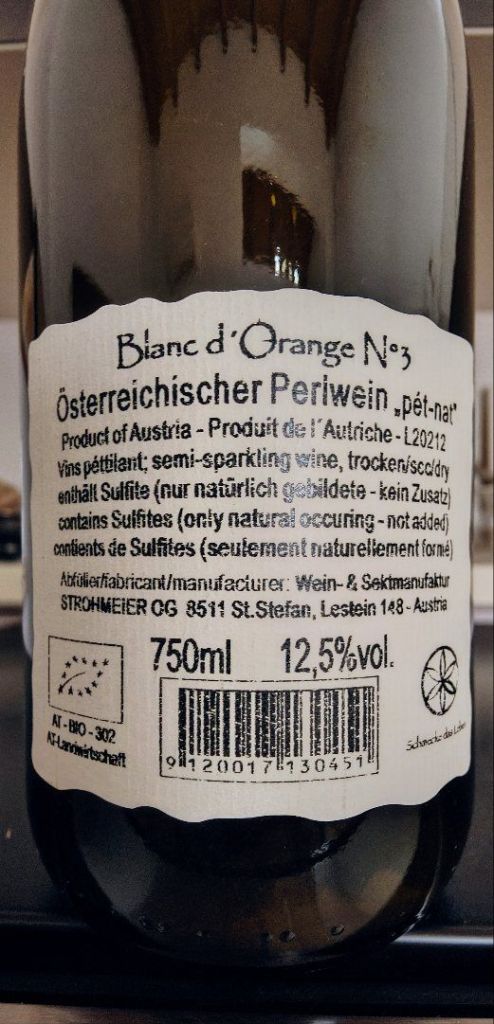 Blanc d´Orange N°3
Österreichischer Perlwein „pét-nat"
Product of Austria - Produit de l´Autriche - L20212
Vins péttilant; semi-sparkling wine, trocken/sec/dry
enthält Sulfite (nur natürlich gebildete - kein Zusatz)
contains Sulfites (only natural occuring - not added)
contients de Sulfites (seulement naturellement formé)
Abfüller/fabricant/manufacturer: Wein- & Sektmanufaktur
STROHMEIER OG 8511 St.Stefan, Lestein 148 - Austria
750ml 12,5%vol.
AT - BIO - 302
AT-Landwirtschaft
Schmecke das Leben
9 120017 130451